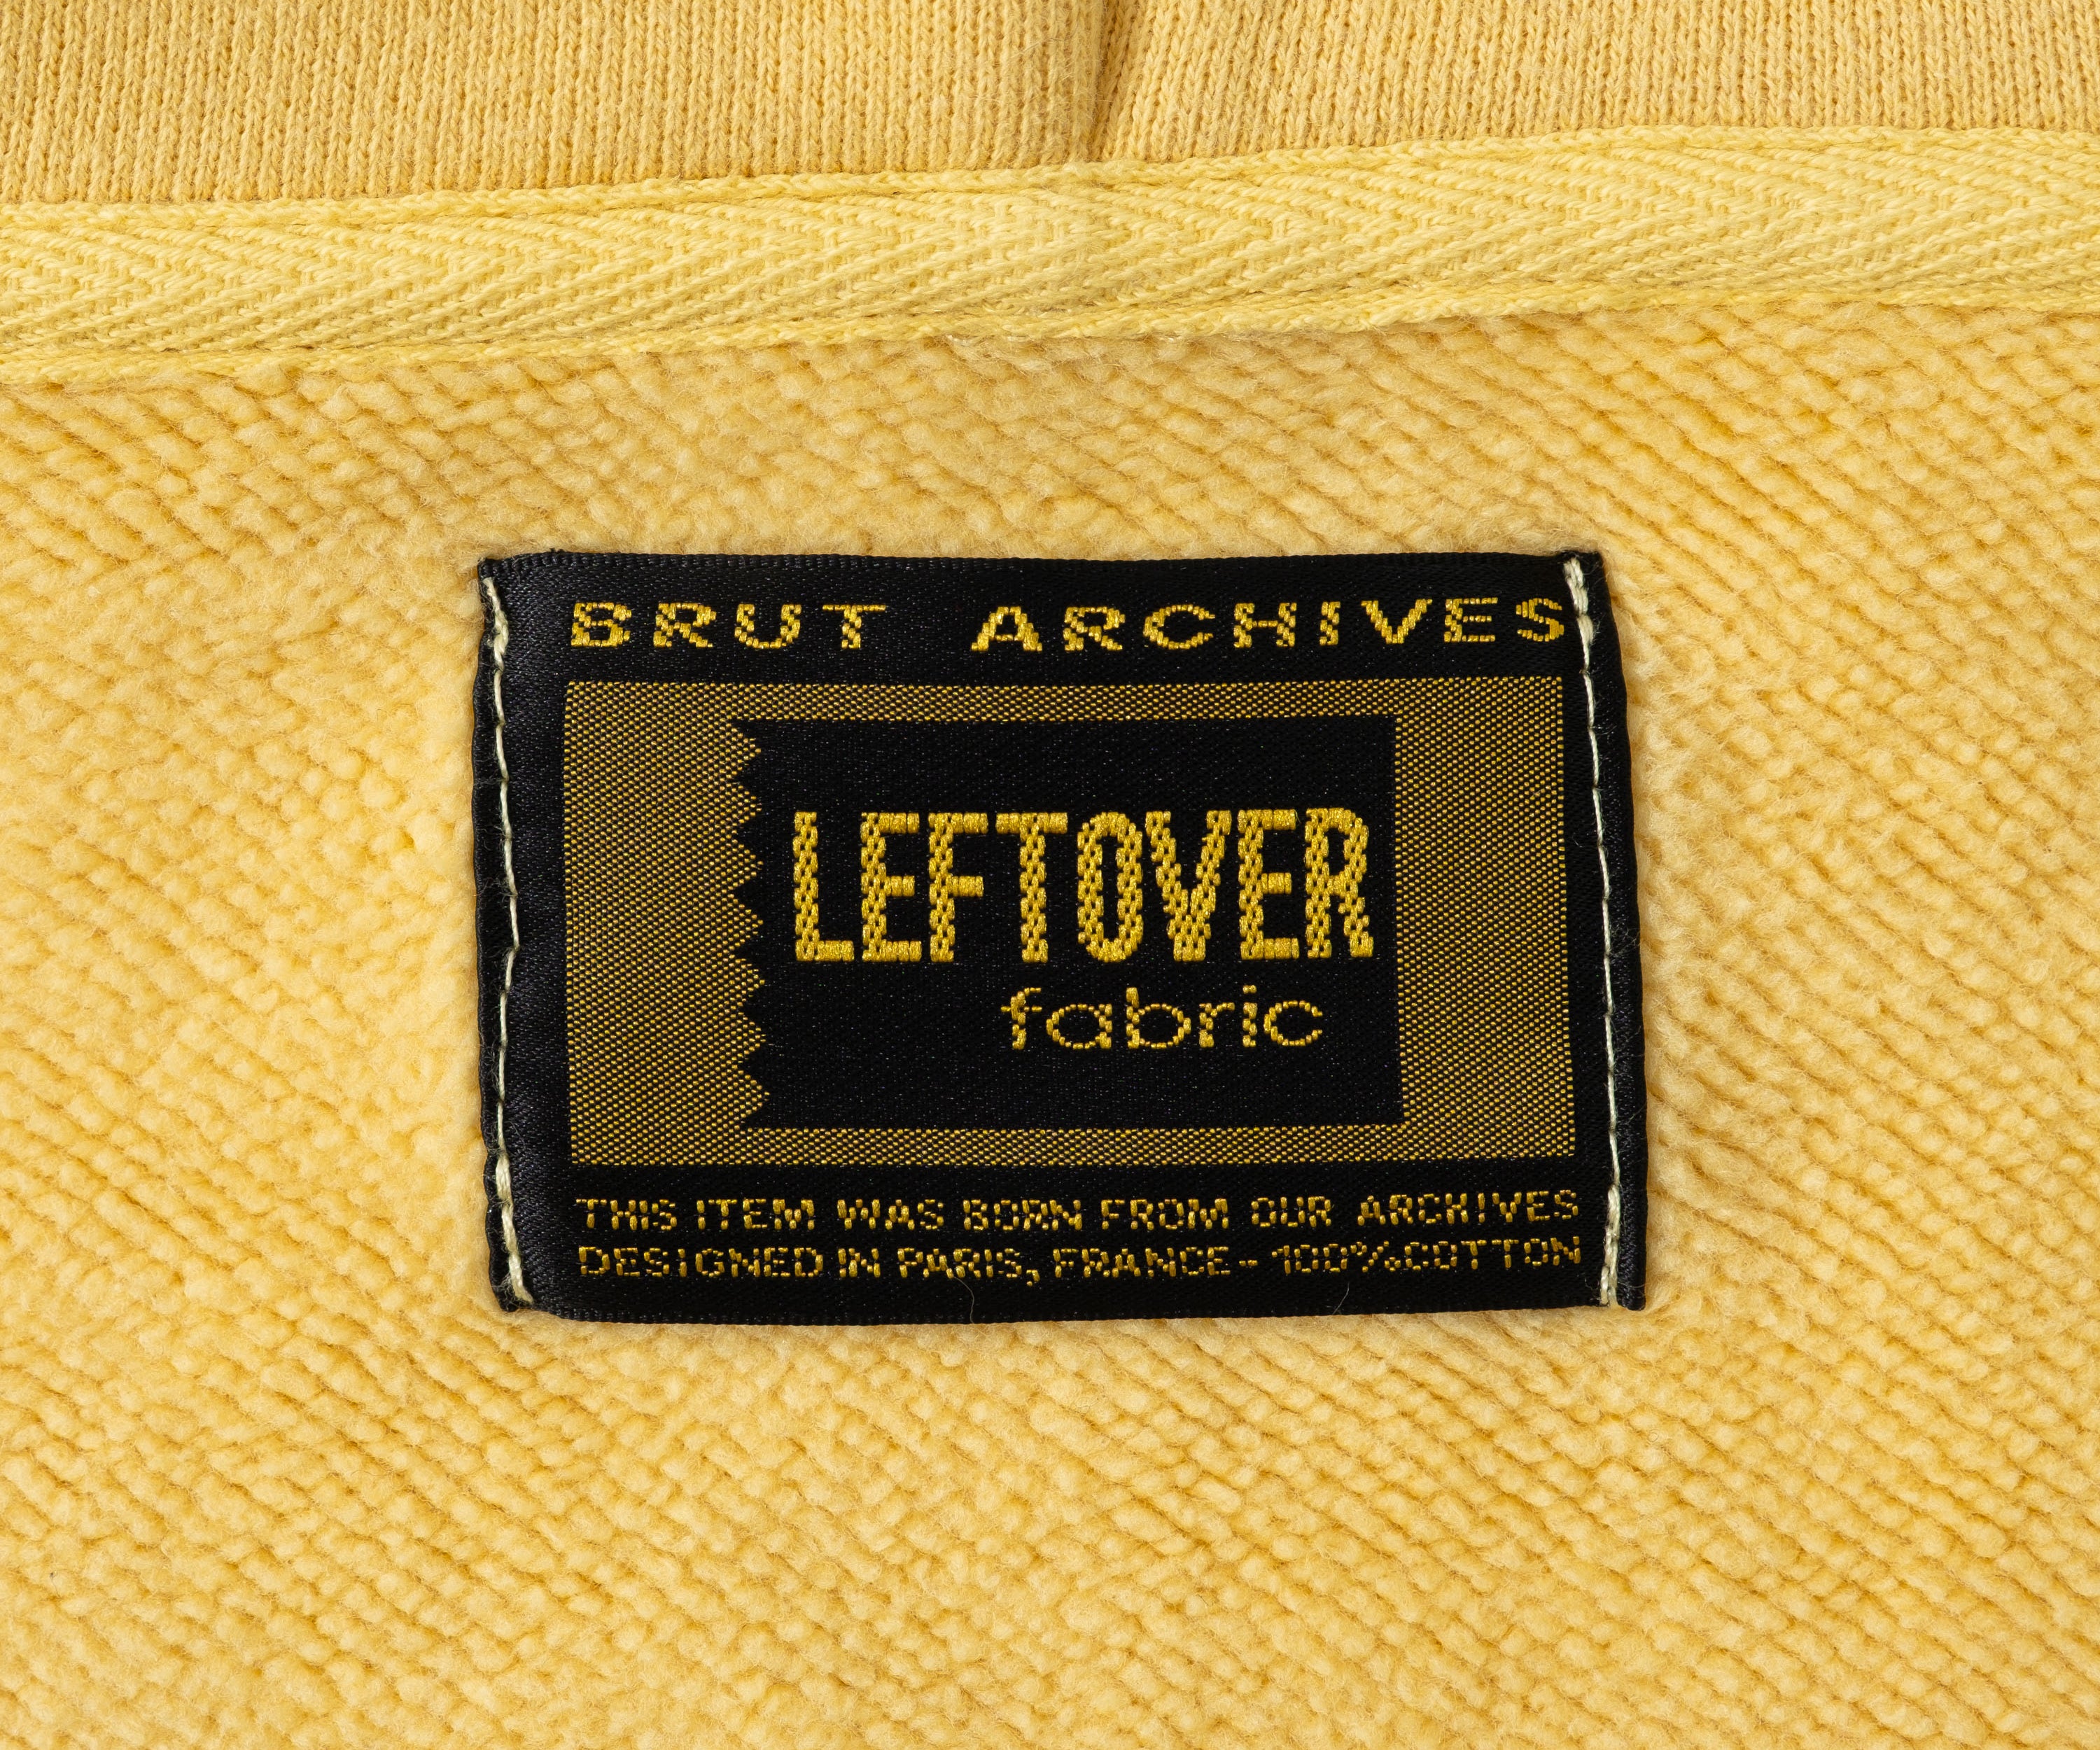 BRUT ARCHIVES
LEFTOVER
fabric
THIS ITEM WAS BORN FROM OUR ARCHIVES
DESIGNED IN PARIS, FRANCE - 100%COTTON